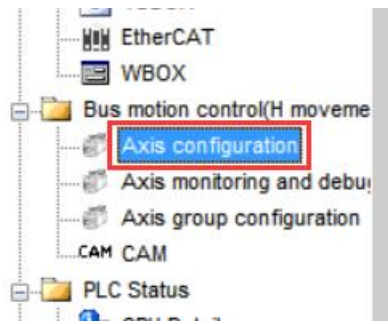 EtherCAT
WBOX
Bus motion control(H moveme
Axis configuration
Axis monitoring and debu
Axis group configuration
CAM CAM
PLC Status